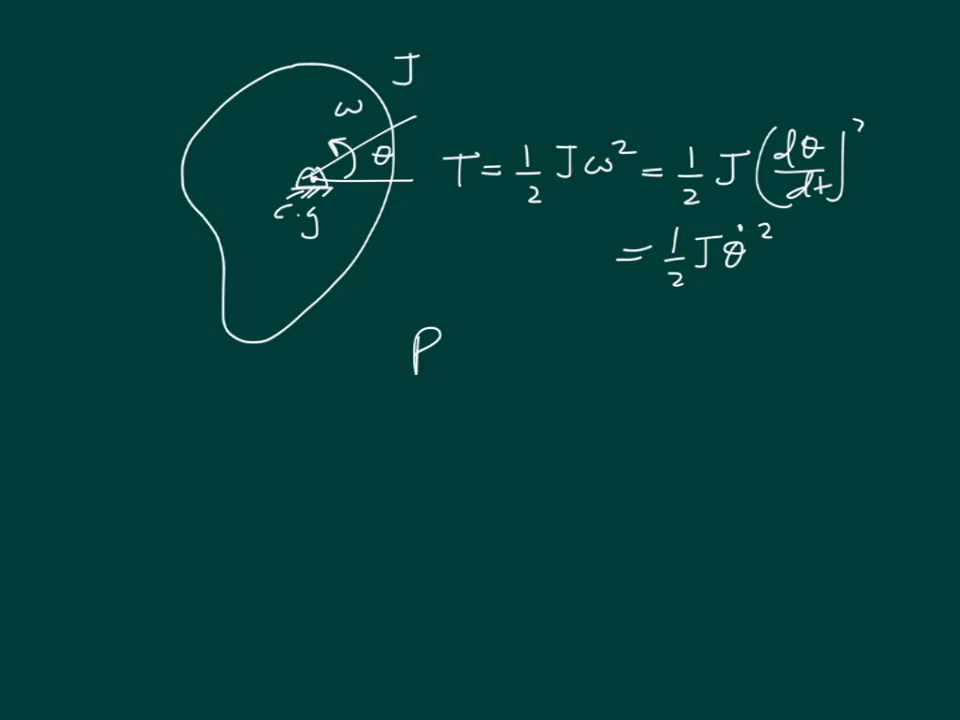 J
ω
θ
T = 1/2 Jω² = 1/2 J (dθ/dt)²
c.g
= 1/2 Jθ̇²
P